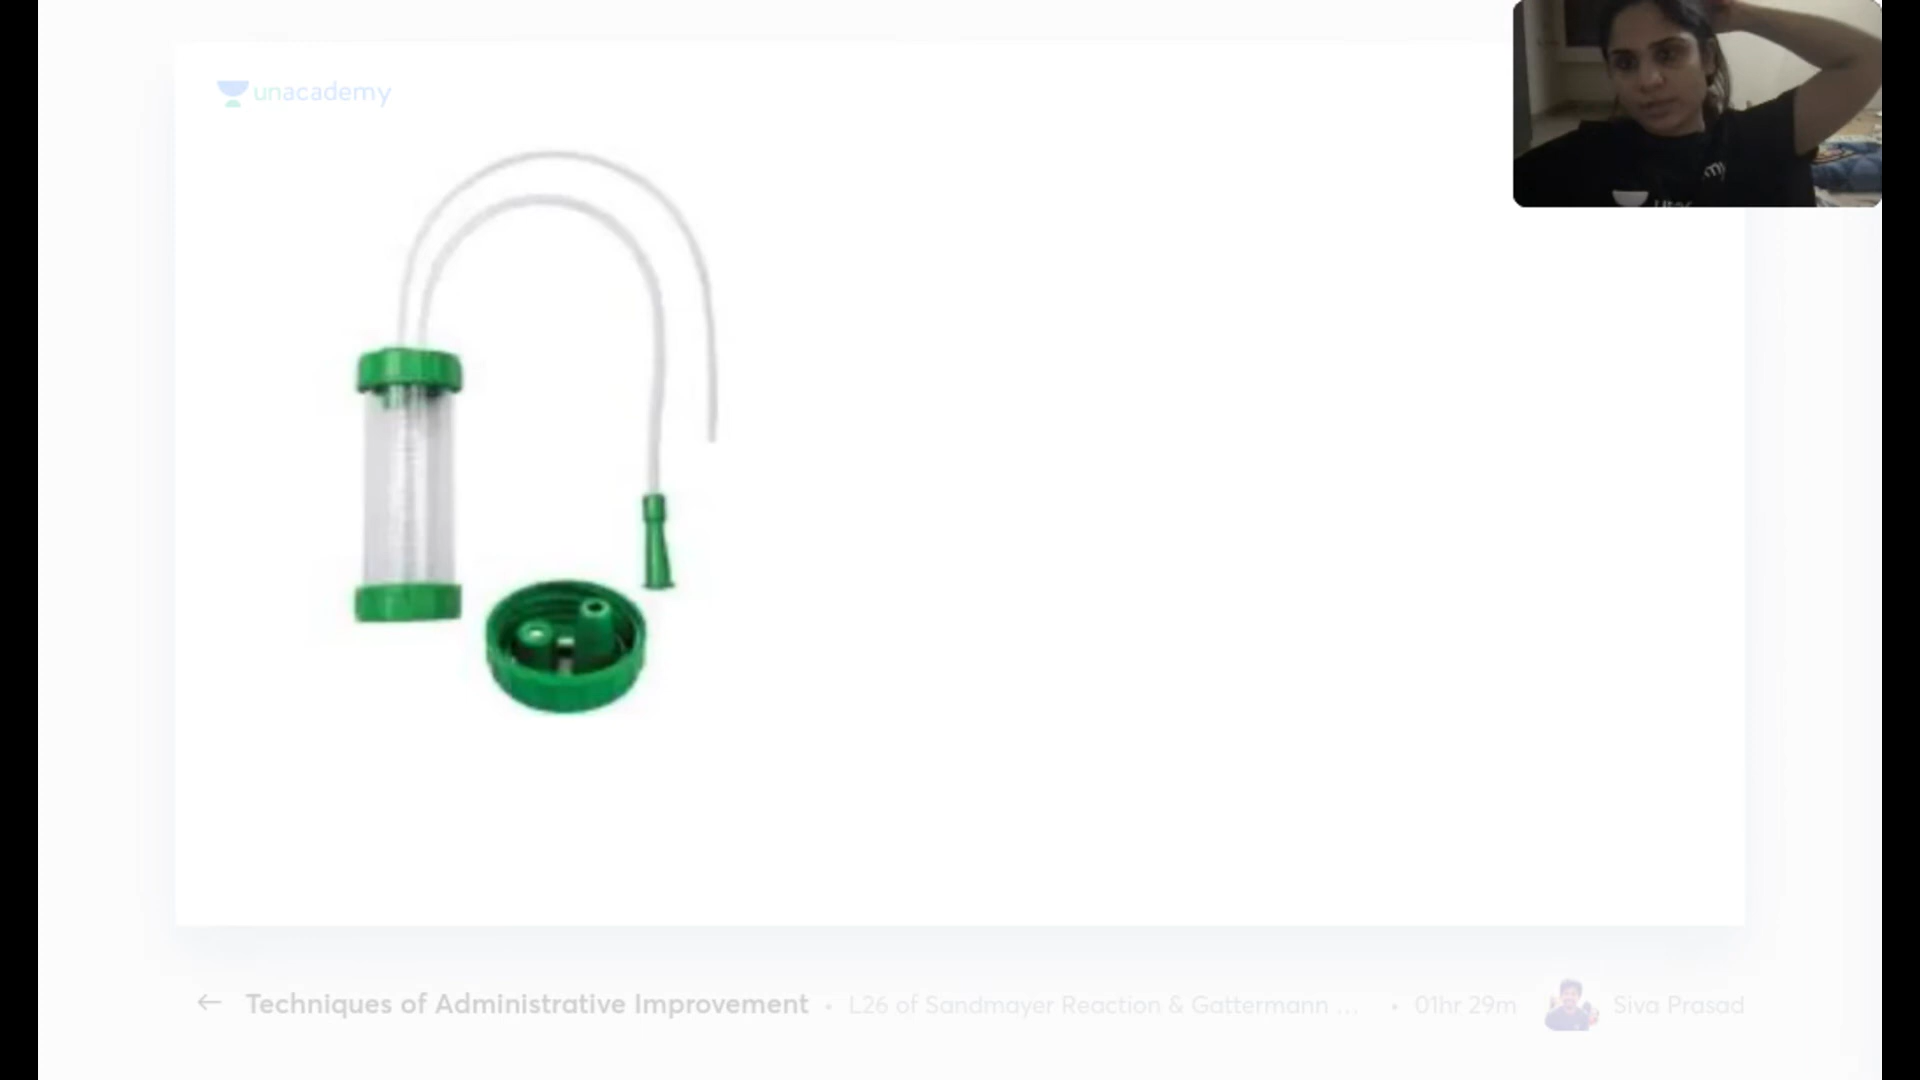 unacademy
← Techniques of Administrative Improvement • L26 of Sandmayer Reaction & Gattermann ... • 01hr 29m Siva Prasad